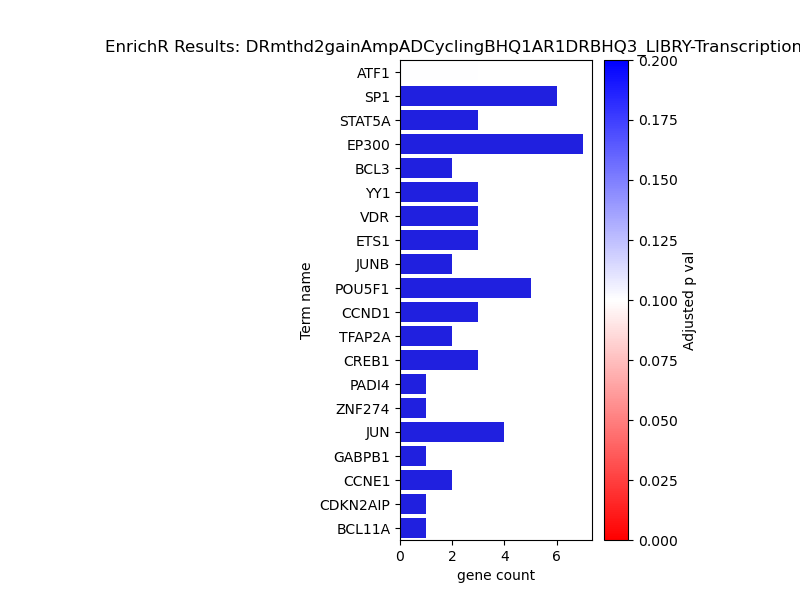 EnrichR Results: DRmthd2gainAmpADCyclingBHQ1AR1DRBHQ3_LIBRY-Transcription
ATF1
SP1
STAT5A
EP300
BCL3
YY1
VDR
ETS1
JUNB
POU5F1
CCND1
TFAP2A
CREB1
PADI4
ZNF274
JUN
GABPB1
CCNE1
CDKN2AIP
BCL11A
Term name
0 2 4 6
gene count
0.200
0.175
0.150
0.125
0.100
0.075
0.050
0.025
0.000
Adjusted p val